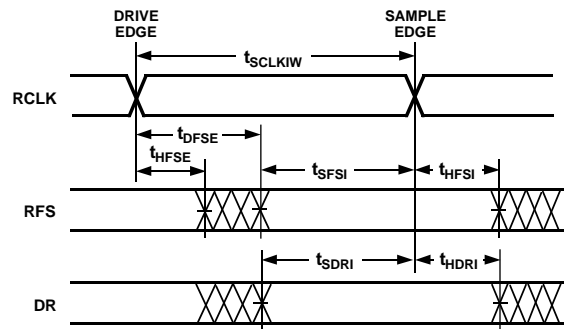 DRIVE EDGE
SAMPLE EDGE
tSCLKIW
RCLK
tDFSE
tHFSE
tSFSI
tHFSI
RFS
tSDRI
tHDRI
DR